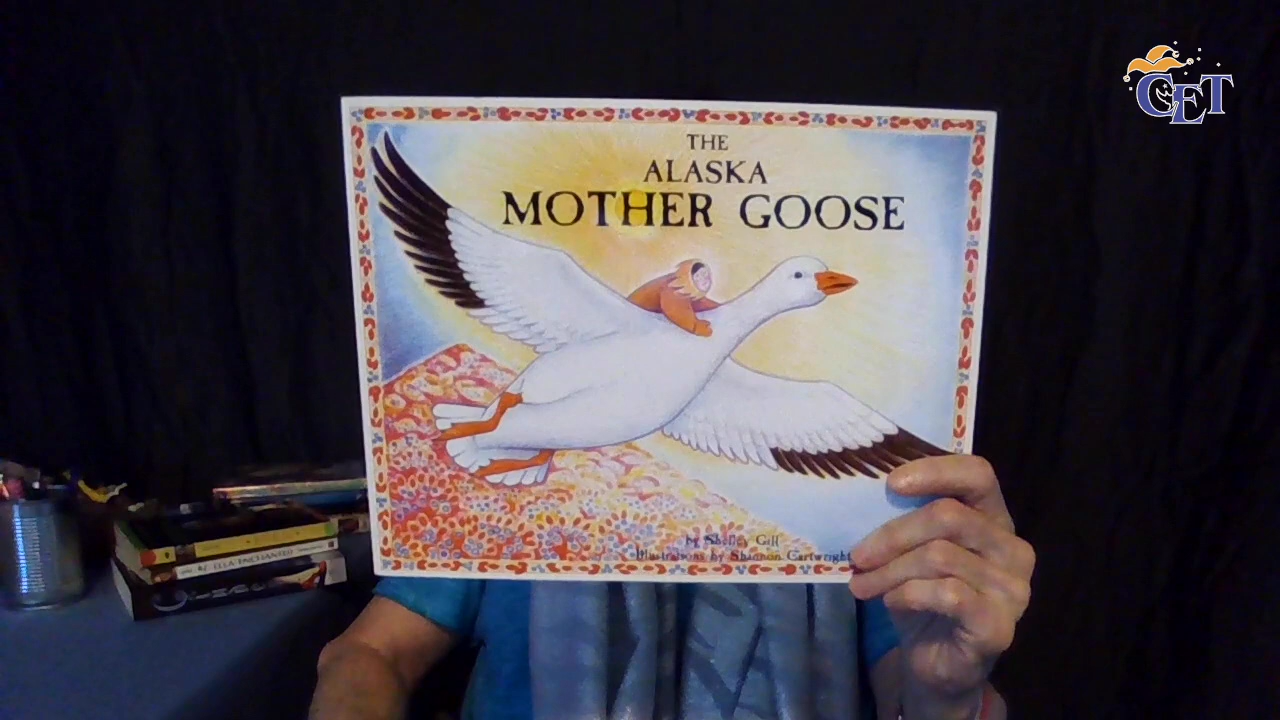 THE
ALASKA
MOTHER GOOSE
by Shelley Gill
Illustrations by Shannon Cartwright
CET
ELLA ENCHANTED